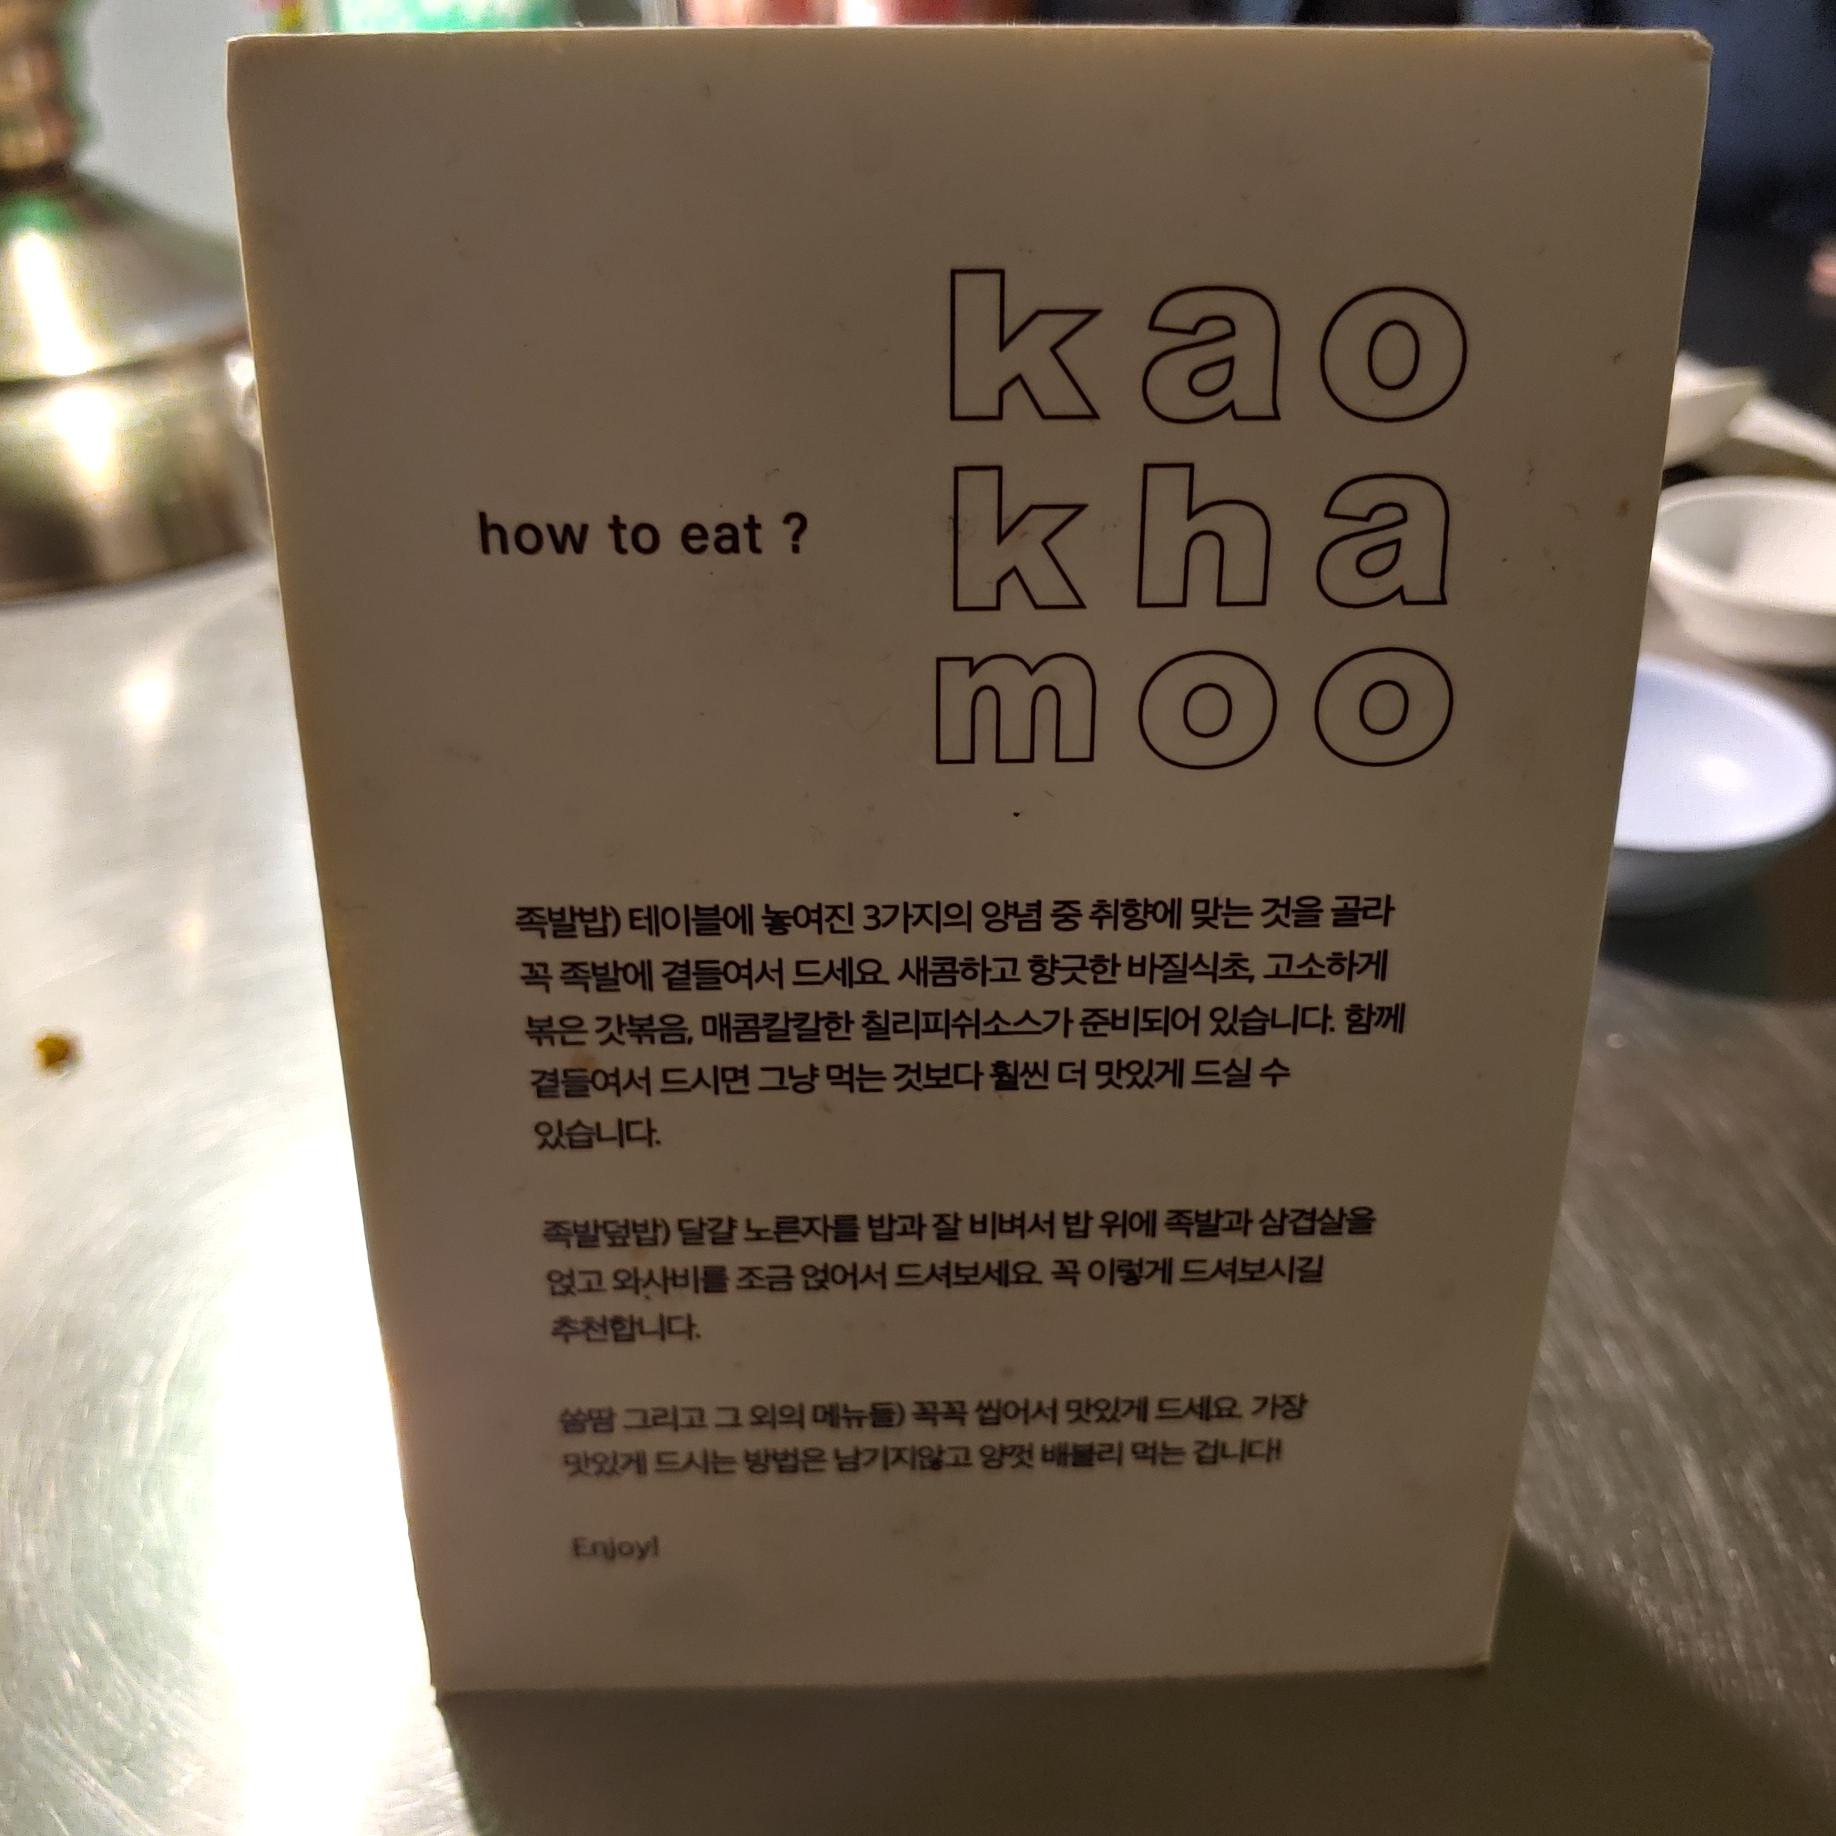 kao
kha
moo
how to eat ?
족발밥) 테이블에 놓여진 3가지의 양념 중 취향에 맞는 것을 골라
꼭 족발에 곁들여서 드세요. 새콤하고 향긋한 바질식초, 고소하게
볶은 갓볶음, 매콤칼칼한 칠리피쉬소스가 준비되어 있습니다. 함께
곁들여서 드시면 그냥 먹는 것보다 훨씬 더 맛있게 드실 수
있습니다.
족발덮밥) 달걀 노른자를 밥과 잘 비벼서 밥 위에 족발과 삼겹살을
얹고 와사비를 조금 얹어서 드셔보세요. 꼭 이렇게 드셔보시길
추천합니다.
쏨땀 그리고 그 외의 메뉴들) 꼭꼭 씹어서 맛있게 드세요. 가장
맛있게 드시는 방법은 남기지않고 양껏 배불리 먹는 겁니다!
Enjoy!